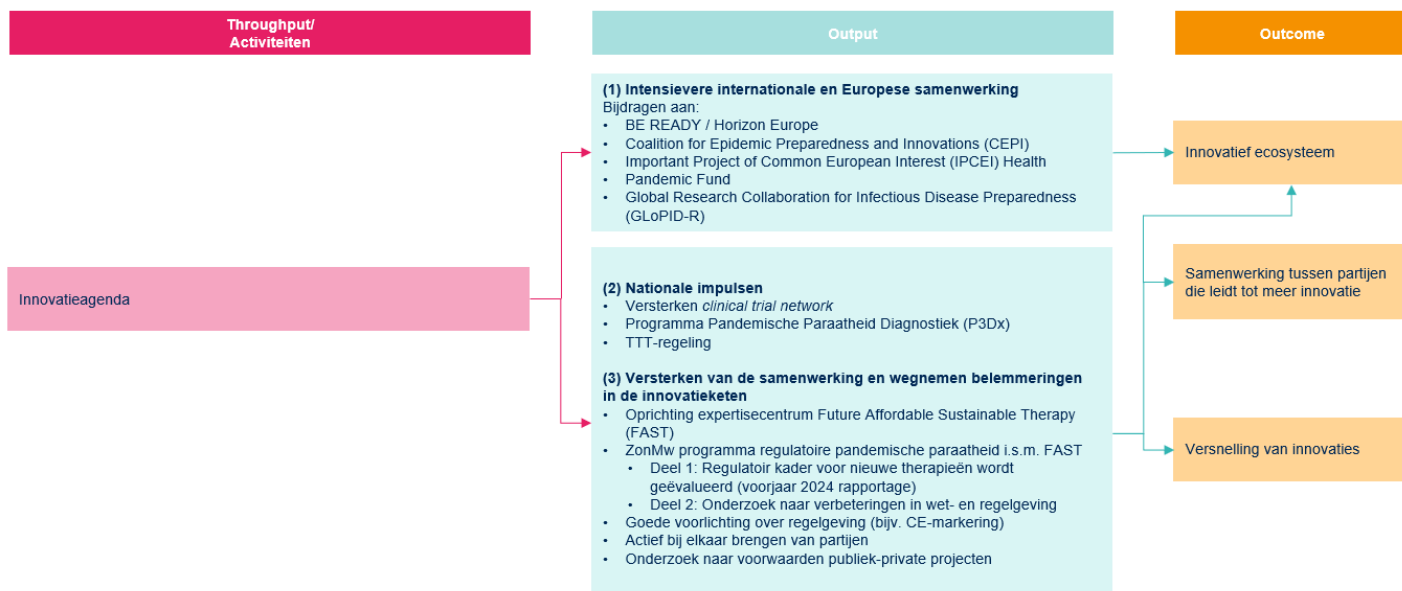 Throughput/
Activiteiten
Output
Outcome
(1) Intensievere internationale en Europese samenwerking
Bijdragen aan:
• BE READY / Horizon Europe
• Coalition for Epidemic Preparedness and Innovations (CEPI)
• Important Project of Common European Interest (IPCEI) Health
• Pandemic Fund
• Global Research Collaboration for Infectious Disease Preparedness
(GLoPID-R)
Innovatief ecosysteem
Innovatieagenda
(2) Nationale impulsen
• Versterken clinical trial network
• Programma Pandemische Paraatheid Diagnostiek (P3Dx)
• TTT-regeling
(3) Versterken van de samenwerking en wegnemen belemmeringen
in de innovatieketen
• Oprichting expertisecentrum Future Affordable Sustainable Therapy
(FAST)
• ZonMw programma regulatoire pandemische paraatheid i.s.m. FAST
• Deel 1: Regulatoir kader voor nieuwe therapieën wordt
geëvalueerd (voorjaar 2024 rapportage)
• Deel 2: Onderzoek naar verbeteringen in wet- en regelgeving
• Goede voorlichting over regelgeving (bijv. CE-markering)
• Actief bij elkaar brengen van partijen
• Onderzoek naar voorwaarden publiek-private projecten
Samenwerking tussen partijen
die leidt tot meer innovatie
Versnelling van innovaties